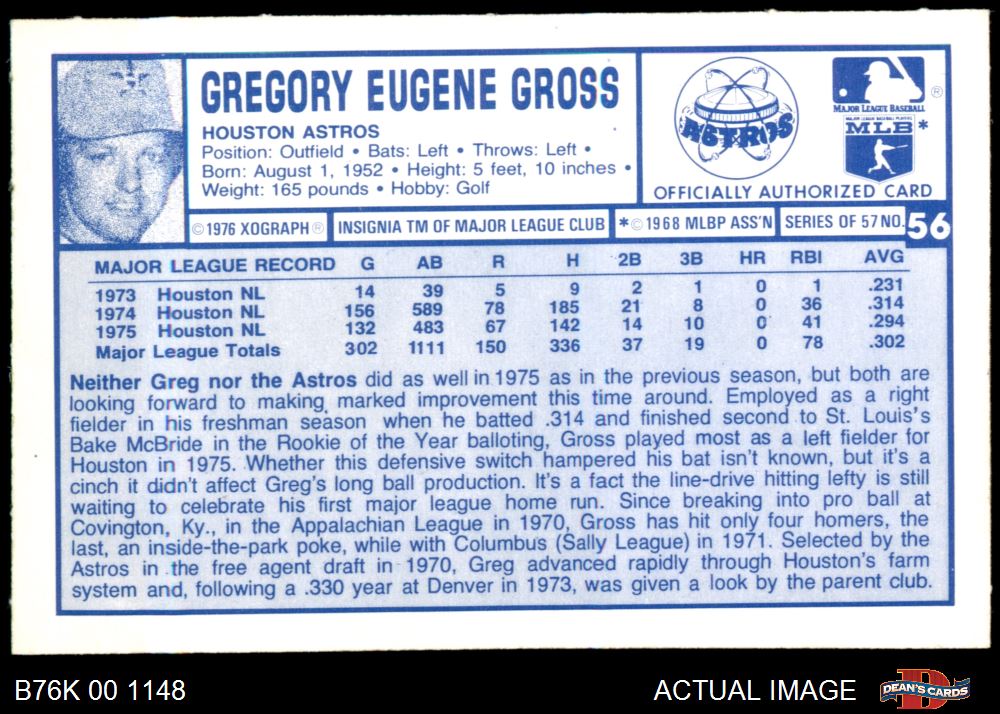 GREGORY EUGENE GROSS
HOUSTON ASTROS
Position: Outfield • Bats: Left • Throws: Left •
Born: August 1, 1952 • Height: 5 feet, 10 inches •
Weight: 165 pounds • Hobby: Golf
ASTROS
MAJOR LEAGUE BASEBALL ®
MAJOR LEAGUE BASEBALL PLAYERS
MLB *
OFFICIALLY AUTHORIZED CARD
© 1976 XOGRAPH ® INSIGNIA TM OF MAJOR LEAGUE CLUB * © 1968 MLBP ASS'N SERIES OF 57 NO. 56
MAJOR LEAGUE RECORD G AB R H 2B 3B HR RBI AVG
1973 Houston NL 14 39 5 9 2 1 0 1 .231
1974 Houston NL 156 589 78 185 21 8 0 36 .314
1975 Houston NL 132 483 67 142 14 10 0 41 .294
Major League Totals 302 1111 150 336 37 19 0 78 .302
Neither Greg nor the Astros did as well in 1975 as in the previous season, but both are
looking forward to making marked improvement this time around. Employed as a right
fielder in his freshman season when he batted .314 and finished second to St. Louis's
Bake McBride in the Rookie of the Year balloting, Gross played most as a left fielder for
Houston in 1975. Whether this defensive switch hampered his bat isn't known, but it's a
cinch it didn't affect Greg's long ball production. It's a fact the line-drive hitting lefty is still
waiting to celebrate his first major league home run. Since breaking into pro ball at
Covington, Ky., in the Appalachian League in 1970, Gross has hit only four homers, the
last, an inside-the-park poke, while with Columbus (Sally League) in 1971. Selected by the
Astros in the free agent draft in 1970, Greg advanced rapidly through Houston's farm
system and, following a .330 year at Denver in 1973, was given a look by the parent club.
B76K 00 1148
ACTUAL IMAGE
DEAN'S CARDS